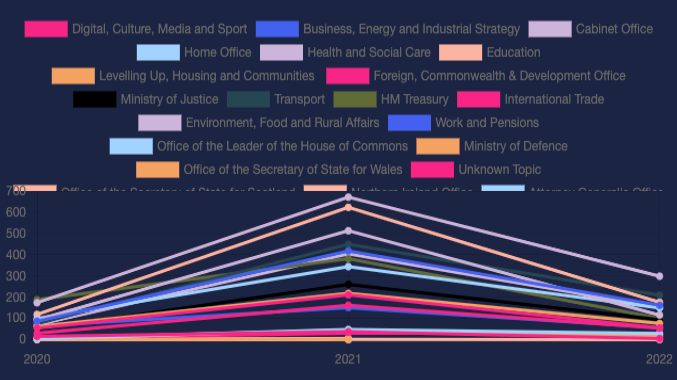 Digital, Culture, Media and Sport Business, Energy and Industrial Strategy Cabinet Office
Home Office Health and Social Care Education
Levelling Up, Housing and Communities Foreign, Commonwealth & Development Office
Ministry of Justice Transport HM Treasury International Trade
Environment, Food and Rural Affairs Work and Pensions
Office of the Leader of the House of Commons Ministry of Defence
Office of the Secretary of State for Wales Unknown Topic
Office of the Secretary of State for Scotland Northern Ireland Office Attorney General's Office
700
600
500
400
300
200
100
0
2020 2021 2022